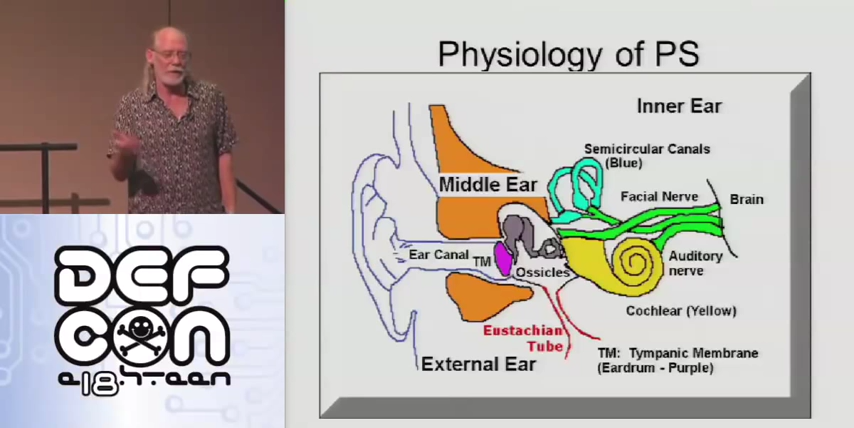 Physiology of PS
Inner Ear
Semicircular Canals
(Blue)
Middle Ear
Facial Nerve
Brain
Ear Canal
TM
Ossicles
Auditory
nerve
Cochlear (Yellow)
Eustachian
Tube
TM: Tympanic Membrane
(Eardrum - Purple)
External Ear
DEF
CON
e18hteen